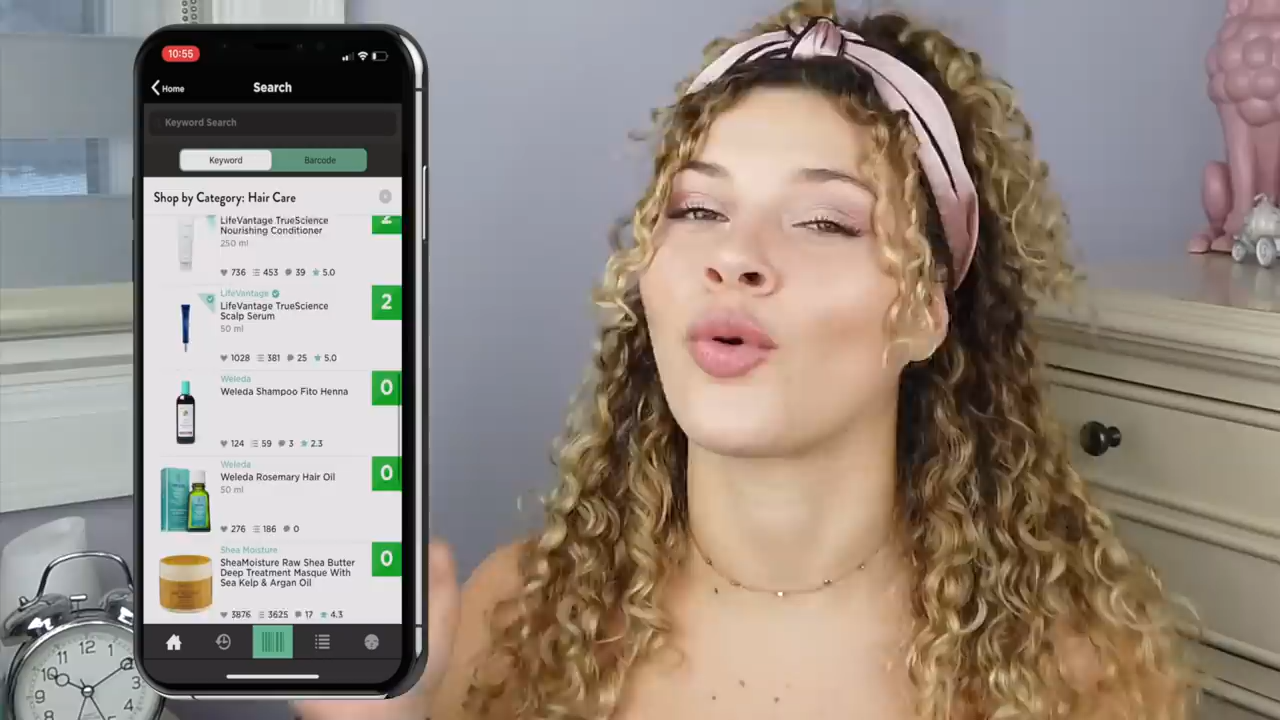 10:55
Home
Search
Keyword Search
Keyword
Barcode
Shop by Category: Hair Care
LifeVantage TrueScience
Nourishing Conditioner
250 ml
736 453 39 5.0
2
LifeVantage
LifeVantage TrueScience
Scalp Serum
50 ml
1028 381 25 5.0
2
Weleda
Weleda Shampoo Fito Henna
124 59 3 2.3
0
Weleda
Weleda Rosemary Hair Oil
50 ml
276 186 0
0
Shea Moisture
SheaMoisture Raw Shea Butter
Deep Treatment Masque With
Sea Kelp & Argan Oil
3876 3625 17 4.3
0
11 12 1
10
9
8